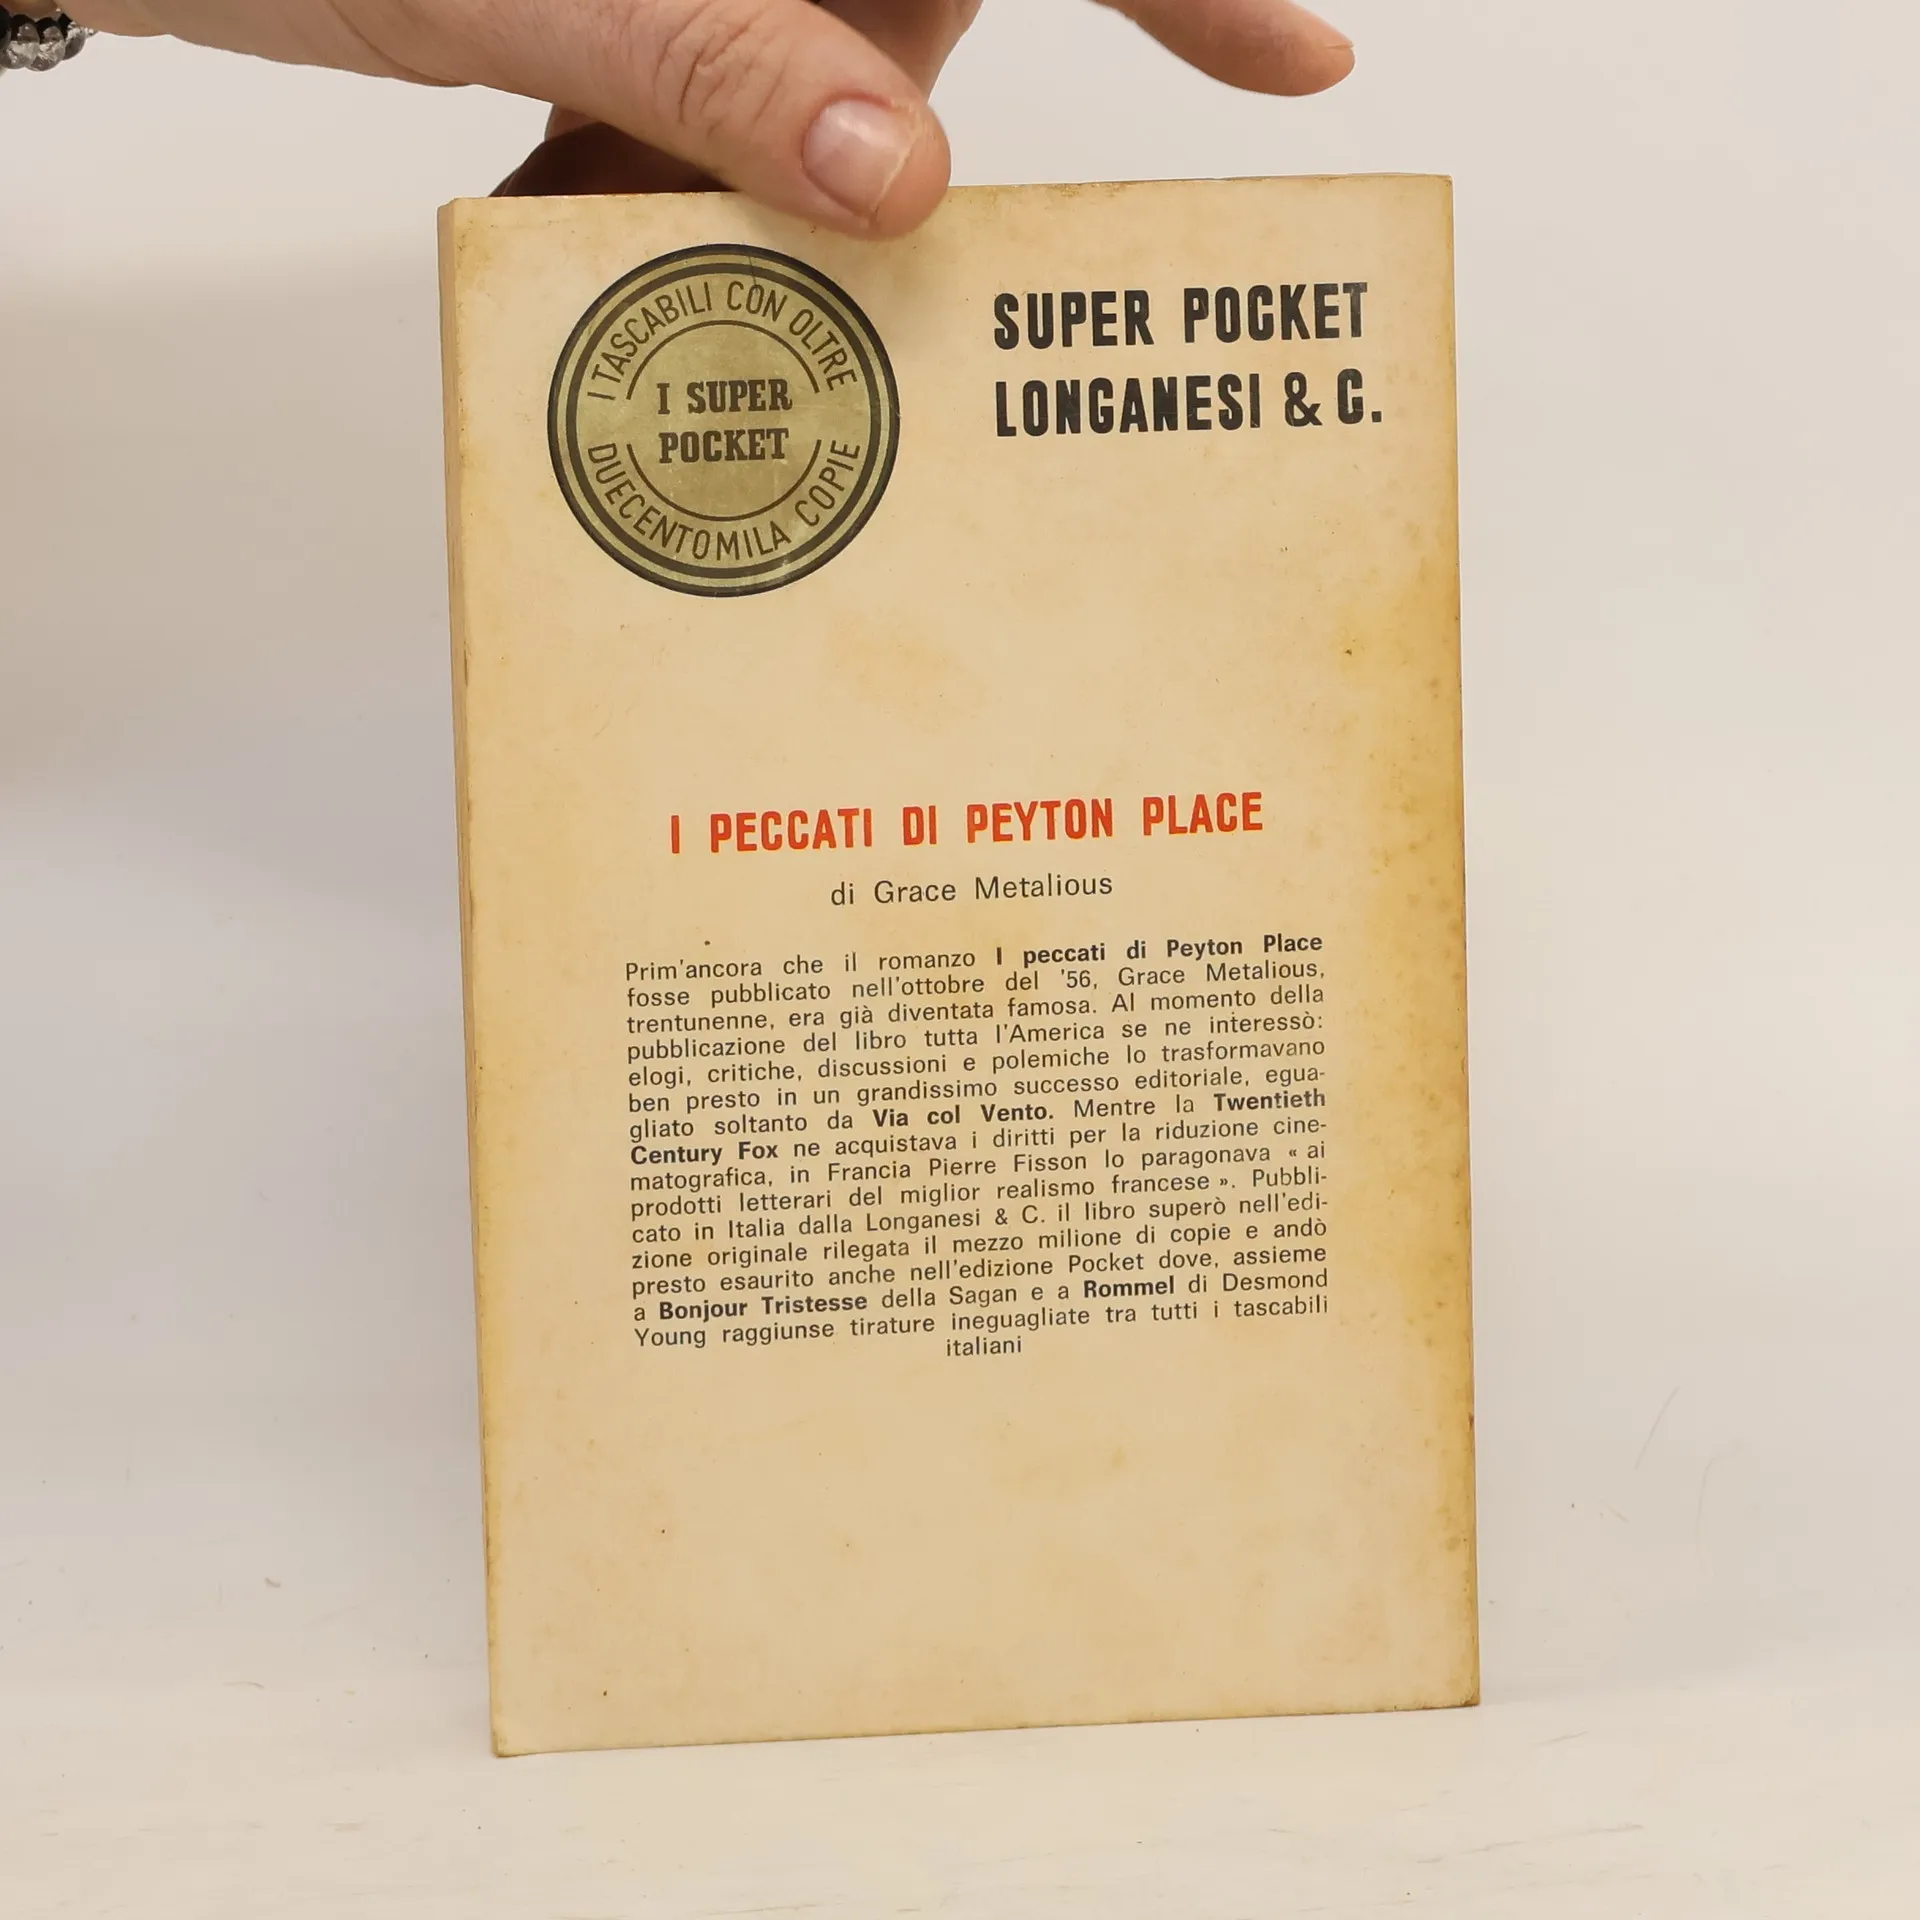 I TASCABILI CON OLTRE
I SUPER
POCKET
DUECENTOMILA COPIE
SUPER POCKET
LONGANESI & C.
I PECCATI DI PEYTON PLACE
di Grace Metalious
Prim'ancora che il romanzo I peccati di Peyton Place
fosse pubblicato nell'ottobre del '56, Grace Metalious,
trentunenne, era già diventata famosa. Al momento della
pubblicazione del libro tutta l'America se ne interessò:
elogi, critiche, discussioni e polemiche lo trasformavano
ben presto in un grandissimo successo editoriale, egua-
gliato soltanto da Via col Vento. Mentre la Twentieth
Century Fox ne acquistava i diritti per la riduzione cine-
matografica, in Francia Pierre Fisson lo paragonava « ai
prodotti letterari del miglior realismo francese ». Pubbli-
cato in Italia dalla Longanesi & C. il libro superò nell'edi-
zione originale rilegata il mezzo milione di copie e andò
presto esaurito anche nell'edizione Pocket dove, assieme
a Bonjour Tristesse della Sagan e a Rommel di Desmond
Young raggiunse tirature ineguagliate tra tutti i tascabili
italiani